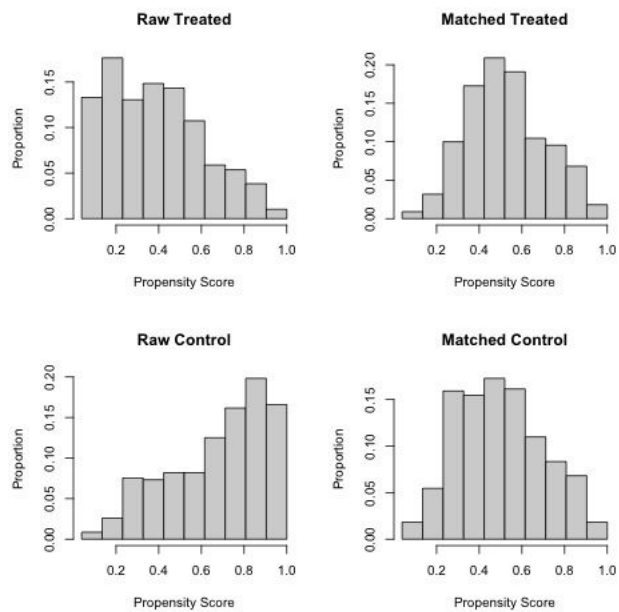 Raw Treated
Proportion
0.00 0.05 0.10 0.15
0.2 0.4 0.6 0.8 1.0
Propensity Score
Matched Treated
Proportion
0.00 0.05 0.10 0.15 0.20
0.2 0.4 0.6 0.8 1.0
Propensity Score
Raw Control
Proportion
0.00 0.05 0.10 0.15 0.20
0.2 0.4 0.6 0.8 1.0
Propensity Score
Matched Control
Proportion
0.00 0.05 0.10 0.15
0.2 0.4 0.6 0.8 1.0
Propensity Score